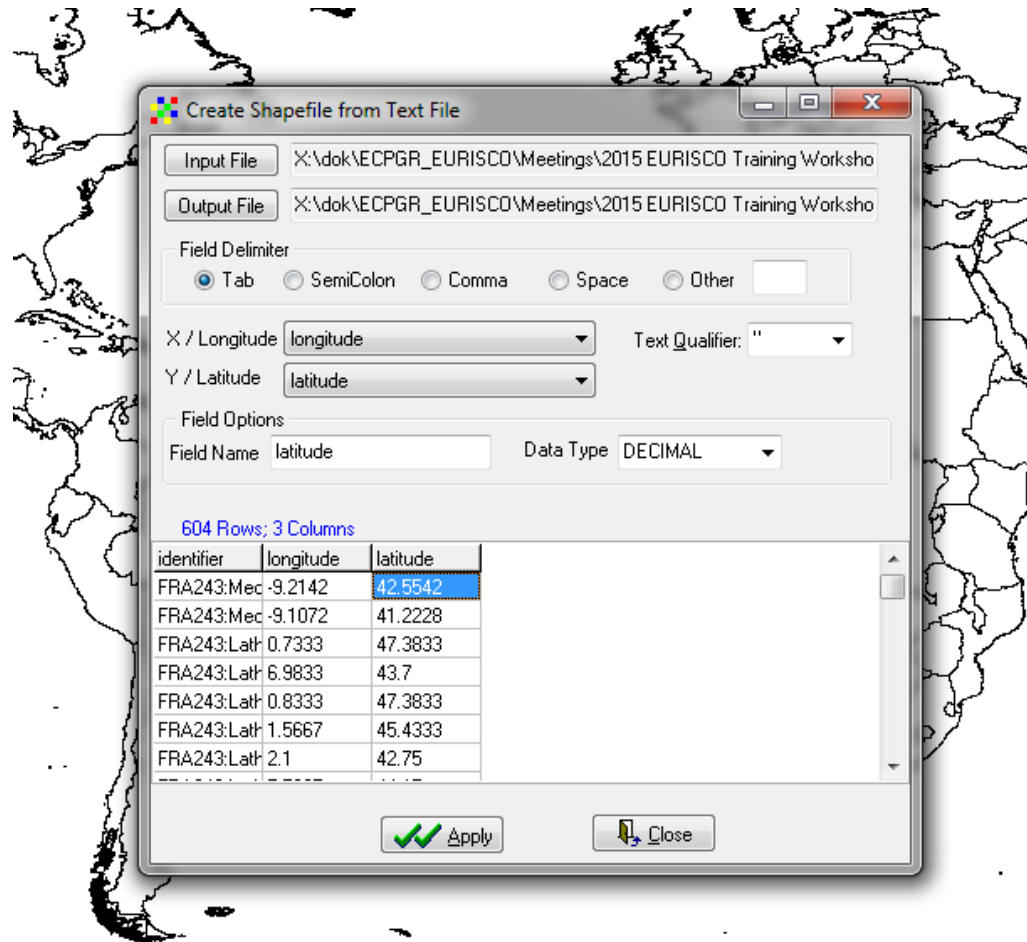 Create Shapefile from Text File
Input File X:\dok\ECPGR_EURISCO\Meetings\2015 EURISCO Training Worksho
Output File X:\dok\ECPGR_EURISCO\Meetings\2015 EURISCO Training Worksho
Field Delimiter
Tab SemiColon Comma Space Other
X / Longitude longitude Text Qualifier: "
Y / Latitude latitude
Field Options
Field Name latitude Data Type DECIMAL
604 Rows; 3 Columns
identifier longitude latitude
FRA243:Mec -9.2142 42.5542
FRA243:Mec -9.1072 41.2228
FRA243:Lath 0.7333 47.3833
FRA243:Lath 6.9833 43.7
FRA243:Lath 0.8333 47.3833
FRA243:Lath 1.5667 45.4333
FRA243:Lath 2.1 42.75
Apply Close